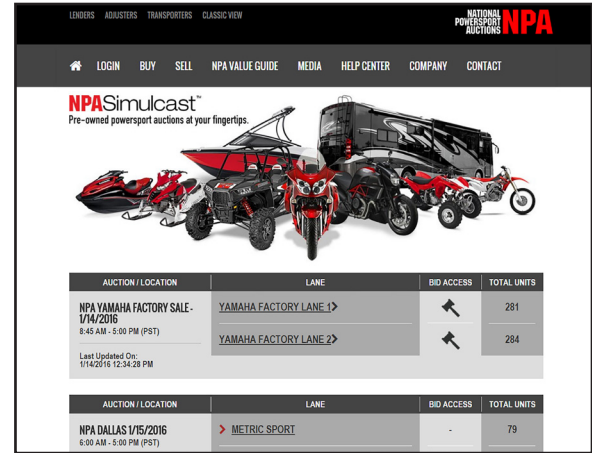 LENDERS ADJUSTERS TRANSPORTERS CLASSIC VIEW
NATIONAL
POWERSPORT
AUCTIONS
NPA
LOGIN BUY SELL NPA VALUE GUIDE MEDIA HELP CENTER COMPANY CONTACT
NPASimulcast™
Pre-owned powersport auctions at your fingertips.
AUCTION / LOCATION LANE BID ACCESS TOTAL UNITS
NPA YAMAHA FACTORY SALE -
1/14/2016
8:45 AM - 5:00 PM (PST)
Last Updated On:
1/14/2016 12:34:28 PM
YAMAHA FACTORY LANE 1 281
YAMAHA FACTORY LANE 2 284
AUCTION / LOCATION LANE BID ACCESS TOTAL UNITS
NPA DALLAS 1/15/2016
6:00 AM - 5:00 PM (PST)
METRIC SPORT - 79